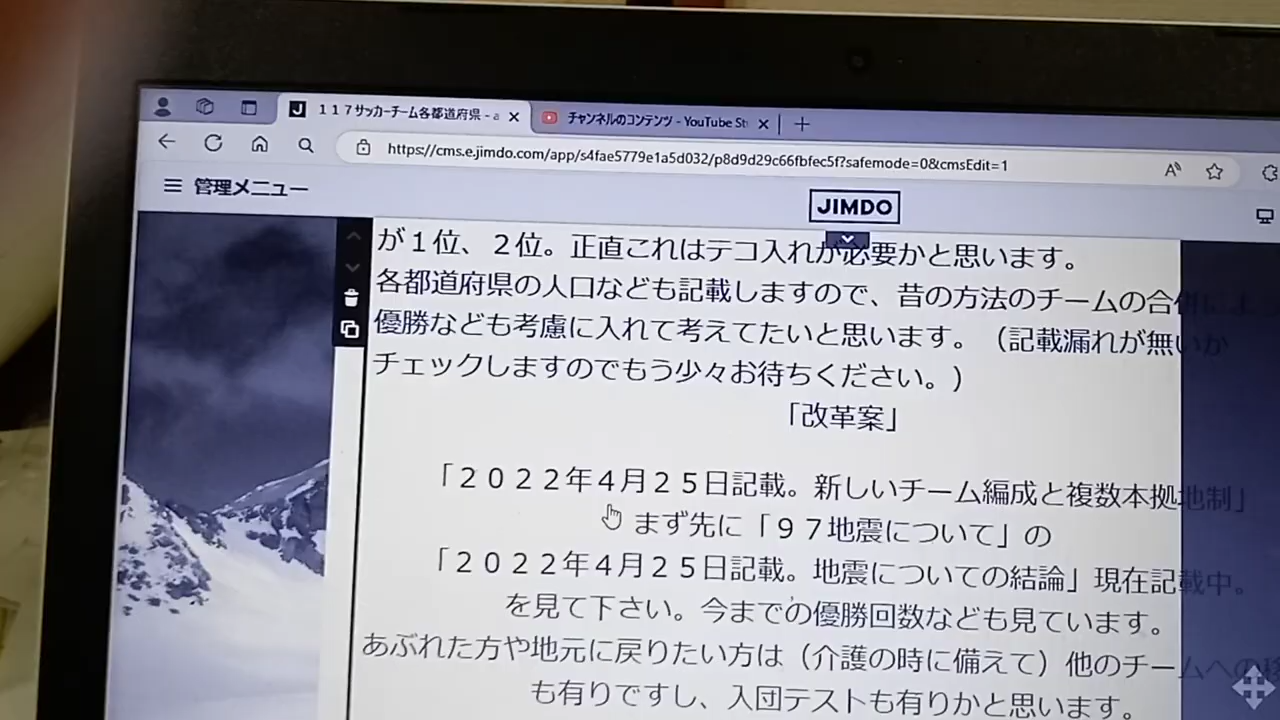 117サッカーチーム各都道府県 - a
チャンネルのコンテンツ - YouTube St
https://cms.e.jimdo.com/app/s4fae5779e1a5d032/p8d9d29c66fbfec5f?safemode=0&cmsEdit=1
管理メニュー
JIMDO
が1位、2位。正直これはテコ入れが必要かと思います。
各都道府県の人口なども記載しますので、昔の方法のチームの合併によ
優勝なども考慮に入れて考えてたいと思います。(記載漏れが無いか
チェックしますのでもう少々お待ちください。)
「改革案」
「2022年4月25日記載。新しいチーム編成と複数本拠地制」
まず先に「97地震について」の
「2022年4月25日記載。地震についての結論」現在記載中。
を見て下さい。今までの優勝回数なども見ています。
あぶれた方や地元に戻りたい方は(介護の時に備えて)他のチームへの移
も有りですし、入団テストも有りかと思います。